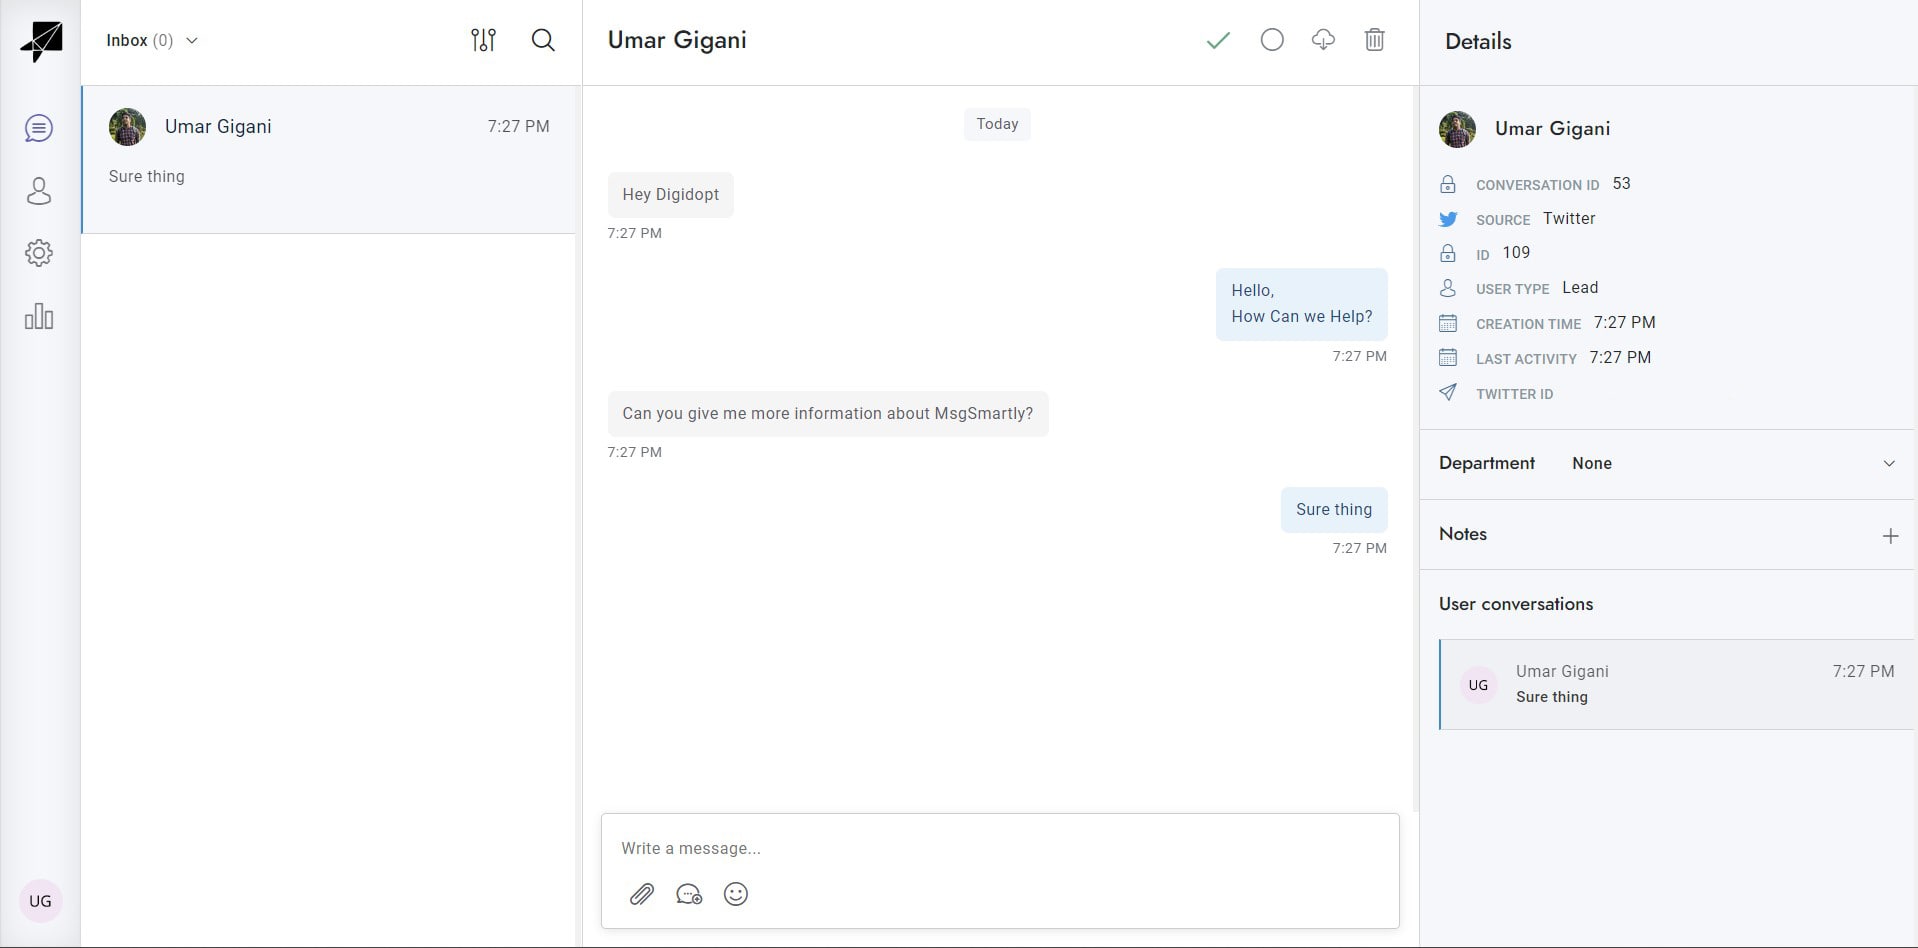 Inbox (0)
Umar Gigani
7:27 PM
Sure thing
UG
Umar Gigani
Today
Hey Digidopt
7:27 PM
Hello,
How Can we Help?
7:27 PM
Can you give me more information about MsgSmartly?
7:27 PM
Sure thing
7:27 PM
Write a message...
Details
Umar Gigani
CONVERSATION ID 53
SOURCE Twitter
ID 109
USER TYPE Lead
CREATION TIME 7:27 PM
LAST ACTIVITY 7:27 PM
TWITTER ID
Department None
Notes
User conversations
UG
Umar Gigani 7:27 PM
Sure thing